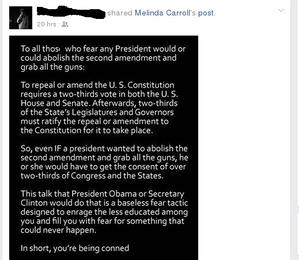 shared Melinda Carroll's post.
20 hrs
To all thos who fear any President would or
could abolish the second amendment and
grab all the guns:
To repeal or amend the U. S. Constitution
requires a two-thirds vote in both the U. S.
House and Senate. Afterwards, two-thirds
of the State's Legislatures and Governors
must ratify the repeal or amendment to
the Constitution for it to take place.
So, even IF a president wanted to abolish the
second amendment and grab all the guns, he
or she would have to get the consent of over
two-thirds of Congress and the States.
This talk that President Obama or Secretary
Clinton would do that is a baseless fear tactic
designed to enrage the less educated among
you and fill you with fear for something that
could never happen.
In short, you're being conned